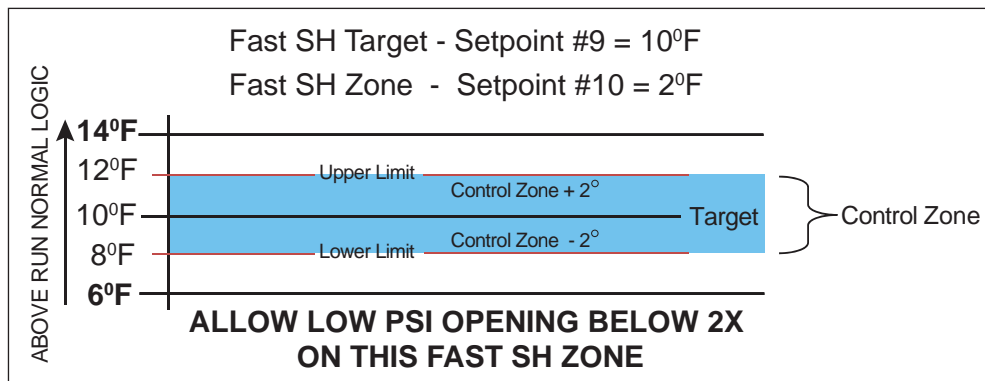 Fast SH Target - Setpoint #9 = 10⁰F
Fast SH Zone - Setpoint #10 = 2⁰F
ABOVE RUN NORMAL LOGIC
14⁰F
12⁰F
Upper Limit
Control Zone + 2°
10⁰F
Target
Control Zone
Control Zone - 2°
8⁰F
Lower Limit
6⁰F
ALLOW LOW PSI OPENING BELOW 2X
ON THIS FAST SH ZONE